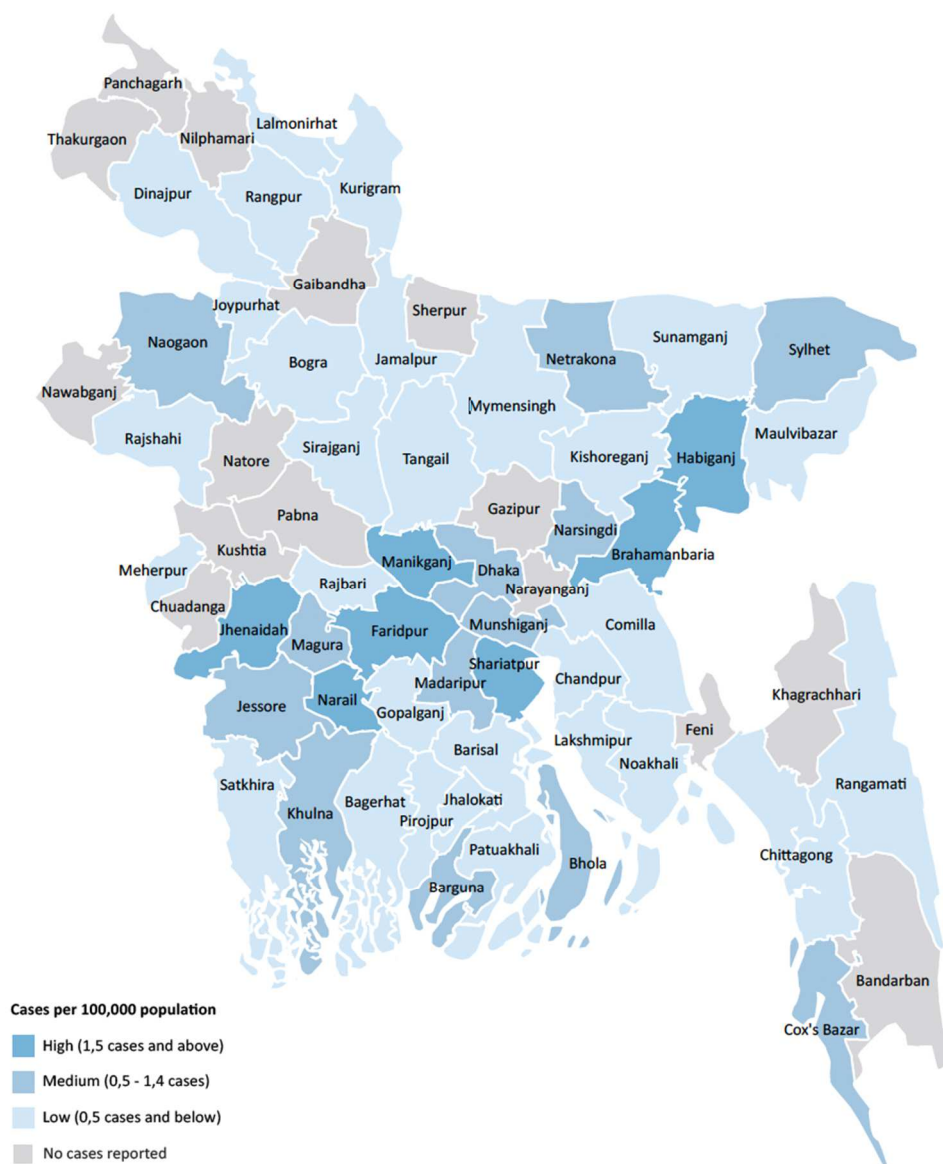 Panchagarh
Thakurgaon
Nilphamari
Lalmonirhat
Dinajpur
Rangpur
Kurigram
Gaibandha
Joypurhat
Sherpur
Naogaon
Bogra
Jamalpur
Netrakona
Sunamganj
Sylhet
Nawabganj
Rajshahi
Mymensingh
Maulvibazar
Natore
Sirajganj
Tangail
Kishoreganj
Habiganj
Pabna
Gazipur
Narsingdi
Kushtia
Brahamanbaria
Meherpur
Manikganj
Dhaka
Rajbari
Narayanganj
Chuadanga
Jhenaidah
Magura
Faridpur
Munshiganj
Comilla
Shariatpur
Madaripur
Chandpur
Khagrachhari
Jessore
Narail
Gopalganj
Feni
Barisal
Lakshmipur
Noakhali
Satkhira
Rangamati
Khulna
Bagerhat
Jhalokati
Pirojpur
Patuakhali
Chittagong
Bhola
Barguna
Bandarban
Cox's Bazar
Cases per 100,000 population
High (1,5 cases and above)
Medium (0,5 - 1,4 cases)
Low (0,5 cases and below)
No cases reported